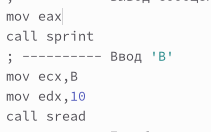 mov eax
call sprint
; ---------- Ввод 'B'
mov ecx,B
mov edx,10
call sread